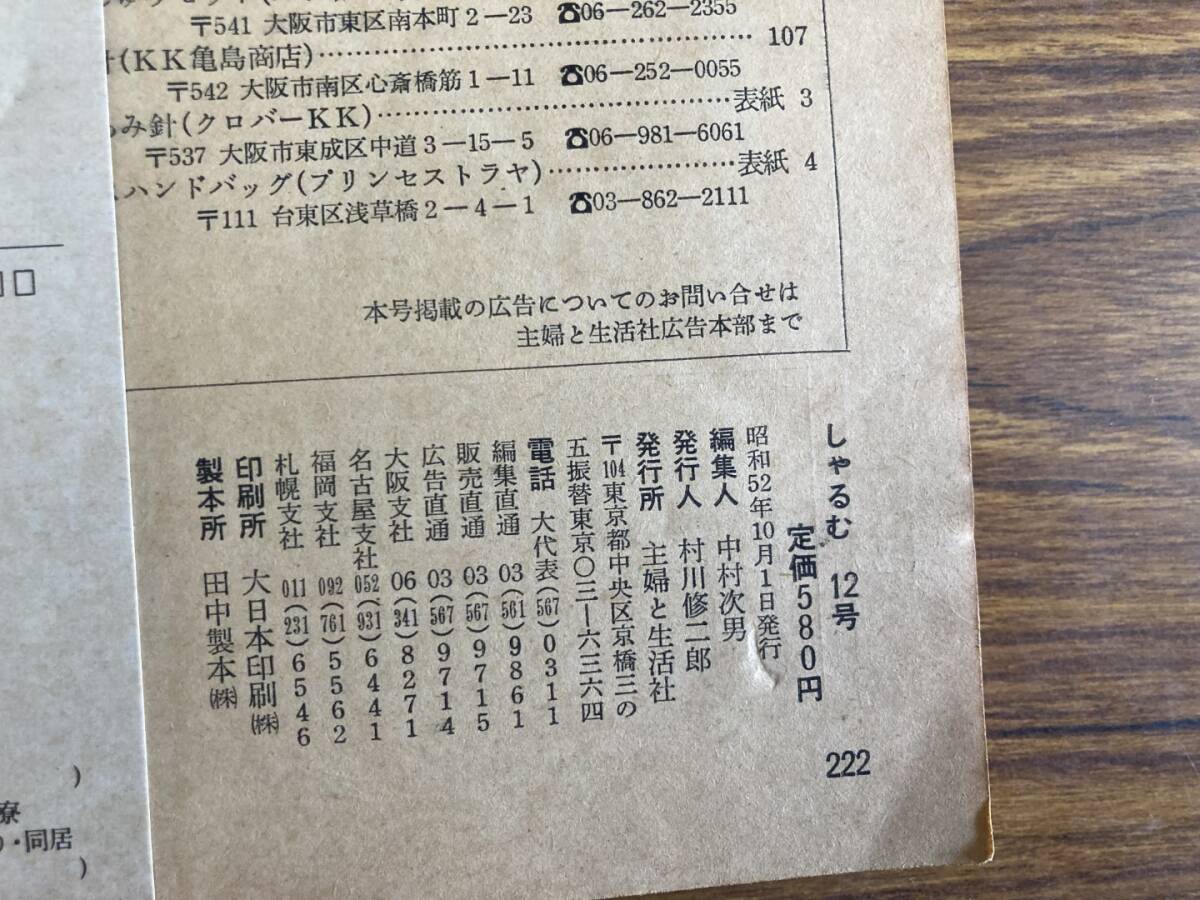 〒541 大阪市東区南本町2－23 ☎06－262－2355
(KK亀島商店)…………………………………… 107
〒542 大阪市南区心斎橋筋1－11 ☎06－252－0055
み針(クロバーKK)……………………………表紙 3
〒537 大阪市東成区中道3－15－5 ☎06－981－6061
ハンドバッグ(プリンセストラヤ)………………表紙 4
〒111 台東区浅草橋2－4－1 ☎03－862－2111
本号掲載の広告についてのお問い合せは
主婦と生活社広告本部まで
しゃるむ 12号
定価580円
昭和52年10月1日発行
編集人 中村次男
発行人 村川修二郎
発行所 主婦と生活社
〒104東京都中央区京橋三の
五振替東京〇三―六三六四
電話 大代表(567)0311
編集直通 03(561)9861
販売直通 03(567)9715
広告直通 03(567)9714
大阪支社 06(341)8271
名古屋支社 052(931)6441
福岡支社 092(761)5562
札幌支社 011(231)6546
印刷所 大日本印刷㈱
製本所 田中製本㈱
222
)
療
・同居
)